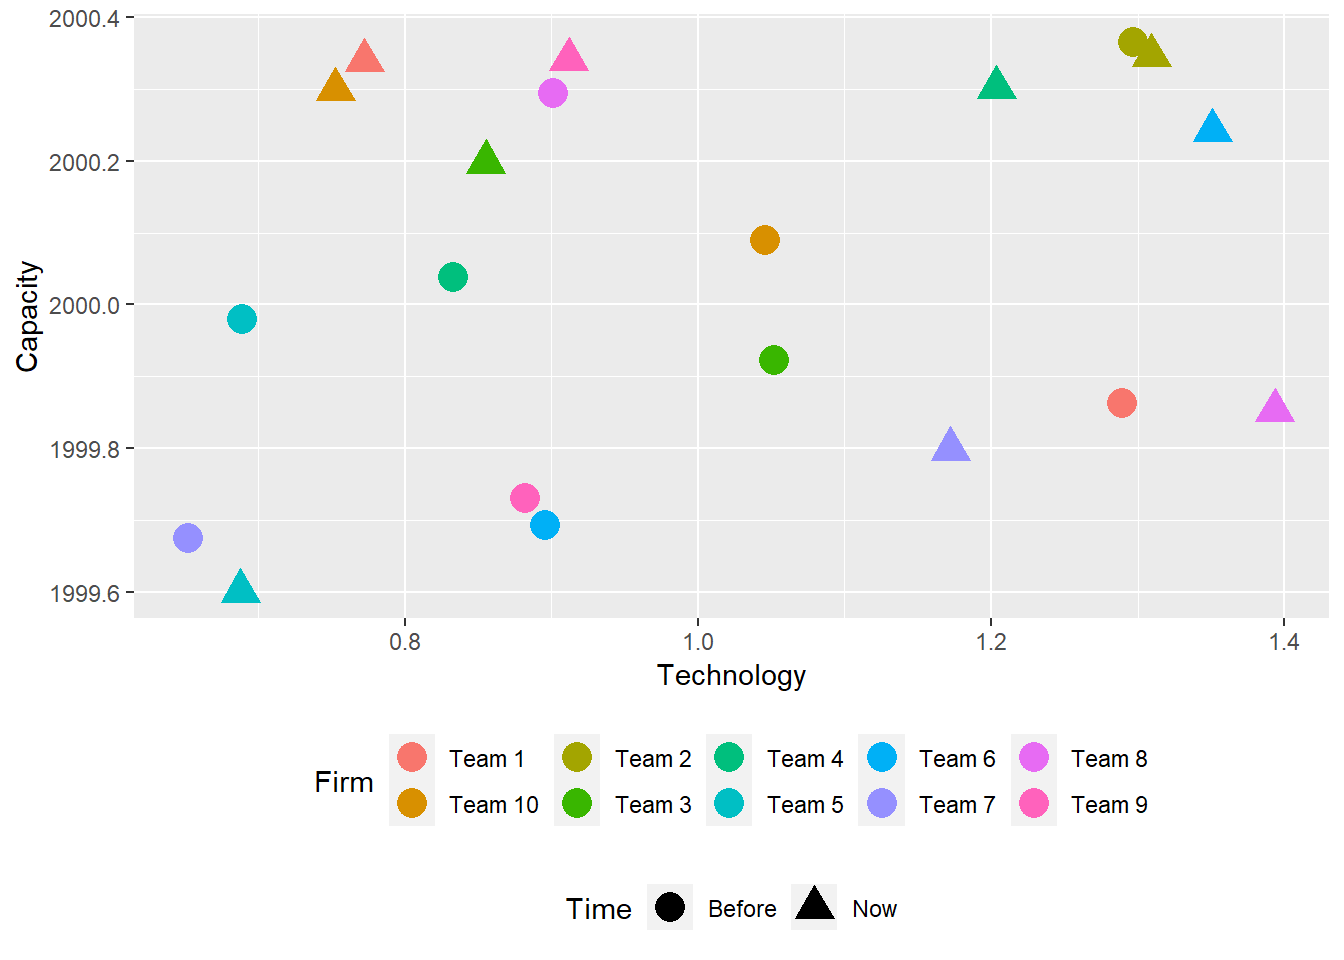 2000.4
2000.2
2000.0
1999.8
1999.6
Capacity
0.8 1.0 1.2 1.4
Technology
Firm
Team 1 Team 2 Team 4 Team 6 Team 8
Team 10 Team 3 Team 5 Team 7 Team 9
Time Before Now